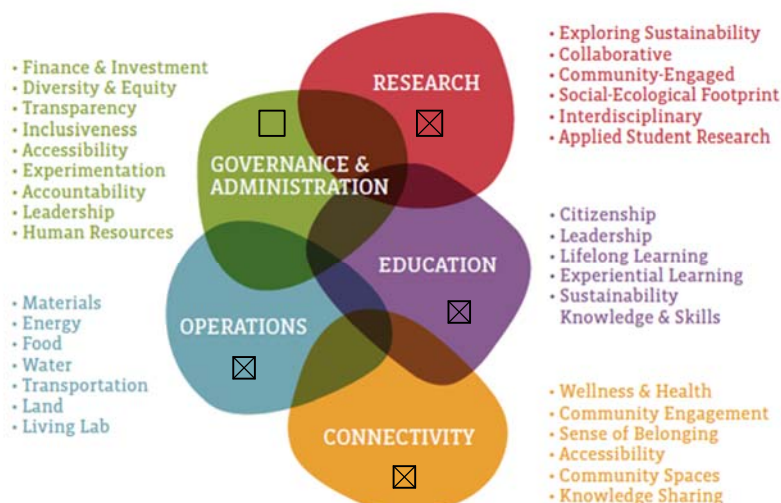 • Finance & Investment
• Diversity & Equity
• Transparency
• Inclusiveness
• Accessibility
• Experimentation
• Accountability
• Leadership
• Human Resources
RESEARCH
• Exploring Sustainability
• Collaborative
• Community-Engaged
• Social-Ecological Footprint
• Interdisciplinary
• Applied Student Research
GOVERNANCE &
ADMINISTRATION
EDUCATION
• Citizenship
• Leadership
• Lifelong Learning
• Experiential Learning
• Sustainability
Knowledge & Skills
• Materials
• Energy
• Food
• Water
• Transportation
• Land
• Living Lab
OPERATIONS
CONNECTIVITY
• Wellness & Health
• Community Engagement
• Sense of Belonging
• Accessibility
• Community Spaces
• Knowledge Sharing